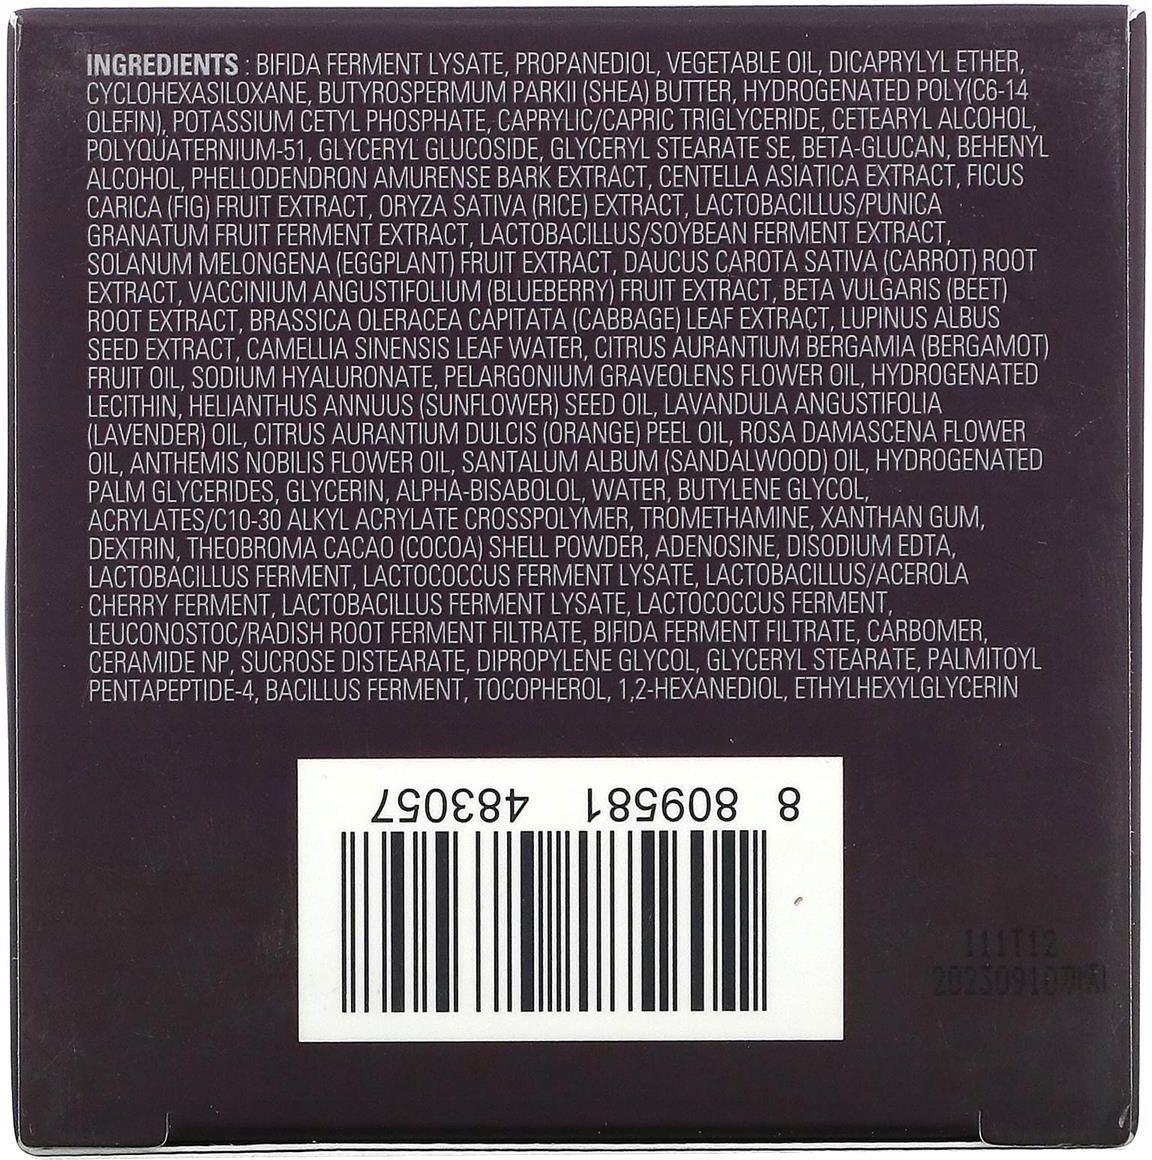 INGREDIENTS : BIFIDA FERMENT LYSATE, PROPANEDIOL, VEGETABLE OIL, DICAPRYLYL ETHER,
CYCLOHEXASILOXANE, BUTYROSPERMUM PARKII (SHEA) BUTTER, HYDROGENATED POLY(C6-14
OLEFIN), POTASSIUM CETYL PHOSPHATE, CAPRYLIC/CAPRIC TRIGLYCERIDE, CETEARYL ALCOHOL,
POLYQUATERNIUM-51, GLYCERYL GLUCOSIDE, GLYCERYL STEARATE SE, BETA-GLUCAN, BEHENYL
ALCOHOL, PHELLODENDRON AMURENSE BARK EXTRACT, CENTELLA ASIATICA EXTRACT, FICUS
CARICA (FIG) FRUIT EXTRACT, ORYZA SATIVA (RICE) EXTRACT, LACTOBACILLUS/PUNICA
GRANATUM FRUIT FERMENT EXTRACT, LACTOBACILLUS/SOYBEAN FERMENT EXTRACT,
SOLANUM MELONGENA (EGGPLANT) FRUIT EXTRACT, DAUCUS CAROTA SATIVA (CARROT) ROOT
EXTRACT, VACCINIUM ANGUSTIFOLIUM (BLUEBERRY) FRUIT EXTRACT, BETA VULGARIS (BEET)
ROOT EXTRACT, BRASSICA OLERACEA CAPITATA (CABBAGE) LEAF EXTRACT, LUPINUS ALBUS
SEED EXTRACT, CAMELLIA SINENSIS LEAF WATER, CITRUS AURANTIUM BERGAMIA (BERGAMOT)
FRUIT OIL, SODIUM HYALURONATE, PELARGONIUM GRAVEOLENS FLOWER OIL, HYDROGENATED
LECITHIN, HELIANTHUS ANNUUS (SUNFLOWER) SEED OIL, LAVANDULA ANGUSTIFOLIA
(LAVENDER) OIL, CITRUS AURANTIUM DULCIS (ORANGE) PEEL OIL, ROSA DAMASCENA FLOWER
OIL, ANTHEMIS NOBILIS FLOWER OIL, SANTALUM ALBUM (SANDALWOOD) OIL, HYDROGENATED
PALM GLYCERIDES, GLYCERIN, ALPHA-BISABOLOL, WATER, BUTYLENE GLYCOL,
ACRYLATES/C10-30 ALKYL ACRYLATE CROSSPOLYMER, TROMETHAMINE, XANTHAN GUM,
DEXTRIN, THEOBROMA CACAO (COCOA) SHELL POWDER, ADENOSINE, DISODIUM EDTA,
LACTOBACILLUS FERMENT, LACTOCOCCUS FERMENT LYSATE, LACTOBACILLUS/ACEROLA
CHERRY FERMENT, LACTOBACILLUS FERMENT LYSATE, LACTOCOCCUS FERMENT,
LEUCONOSTOC/RADISH ROOT FERMENT FILTRATE, BIFIDA FERMENT FILTRATE, CARBOMER,
CERAMIDE NP, SUCROSE DISTEARATE, DIPROPYLENE GLYCOL, GLYCERYL STEARATE, PALMITOYL
PENTAPEPTIDE-4, BACILLUS FERMENT, TOCOPHEROL, 1,2-HEXANEDIOL, ETHYLHEXYLGLYCERIN
8 809581 483057
111T12
20230910까지